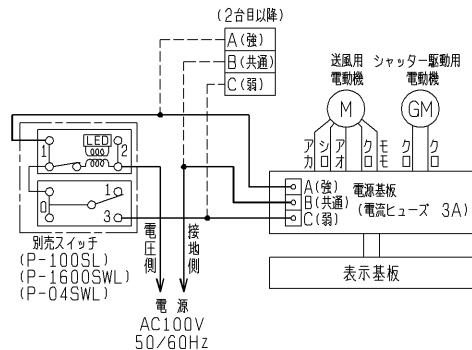 (2台目以降)
A(強)
B(共通)
C(弱)
送風用
電動機
シャッター駆動用
電動機
M
GM
アカ
シロ
アオ
クロ
モモ
クロ
クロ
LED
1
2
0
1
3
A(強)
B(共通)
C(弱)
電源基板
(電流ヒューズ 3A)
表示基板
別売スイッチ
(P-100SL)
(P-1600SWL)
(P-04SWL)
電圧側
接地側
電 源
AC100V
50/60Hz